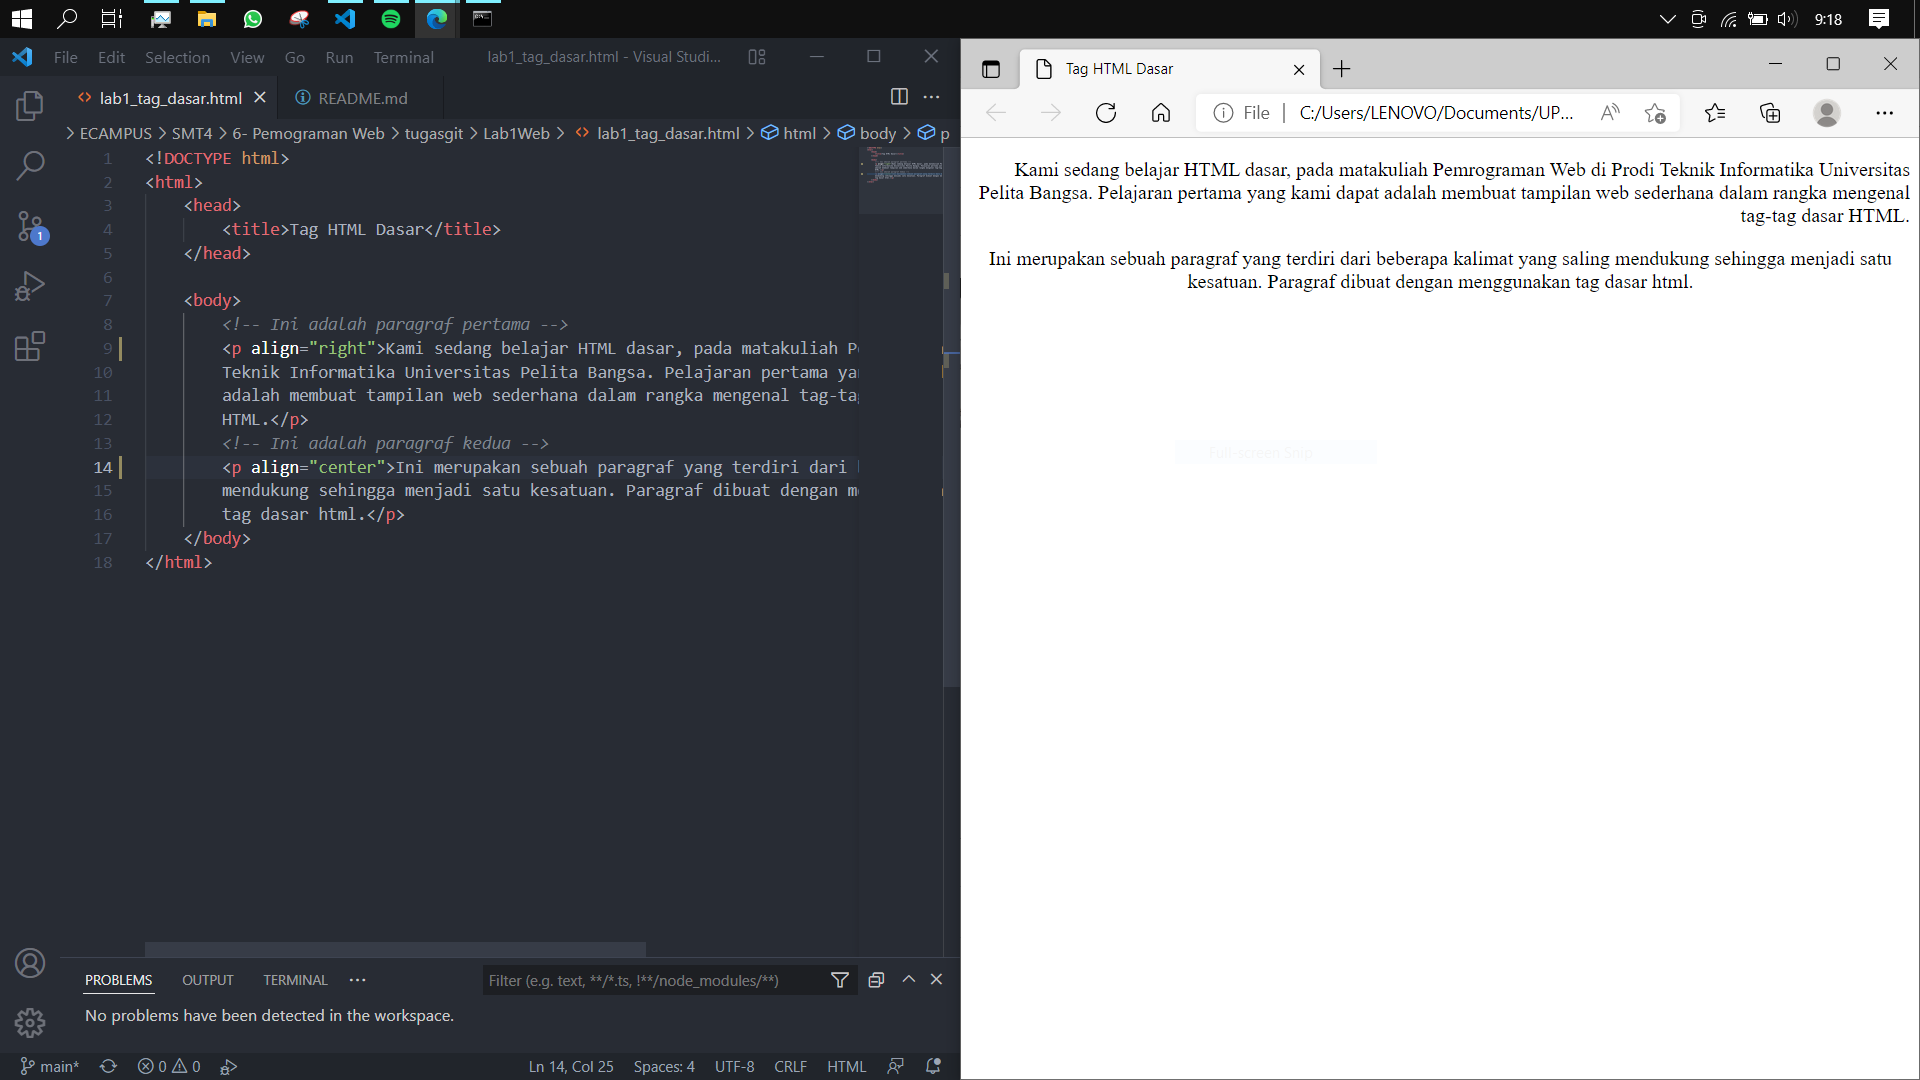 9:18
File Edit Selection View Go Run Terminal
lab1_tag_dasar.html - Visual Studi...
lab1_tag_dasar.html
README.md
ECAMPUS > SMT4 > 6- Pemograman Web > tugasgit > Lab1Web > lab1_tag_dasar.html > html > body > p
1 <!DOCTYPE html>
2 <html>
3 <head>
4 <title>Tag HTML Dasar</title>
5 </head>
6
7 <body>
8 <!-- Ini adalah paragraf pertama -->
9 <p align="right">Kami sedang belajar HTML dasar, pada matakuliah P
10 Teknik Informatika Universitas Pelita Bangsa. Pelajaran pertama ya
11 adalah membuat tampilan web sederhana dalam rangka mengenal tag-ta
12 HTML.</p>
13 <!-- Ini adalah paragraf kedua -->
14 <p align="center">Ini merupakan sebuah paragraf yang terdiri dari
15 mendukung sehingga menjadi satu kesatuan. Paragraf dibuat dengan m
16 tag dasar html.</p>
17 </body>
18 </html>
1
PROBLEMS OUTPUT TERMINAL ...
Filter (e.g. text, **/*.ts, !**/node_modules/**)
No problems have been detected in the workspace.
main* 0 0
Ln 14, Col 25 Spaces: 4 UTF-8 CRLF HTML
Tag HTML Dasar
File C:/Users/LENOVO/Documents/UP...
Kami sedang belajar HTML dasar, pada matakuliah Pemrograman Web di Prodi Teknik Informatika Universitas
Pelita Bangsa. Pelajaran pertama yang kami dapat adalah membuat tampilan web sederhana dalam rangka mengenal
tag-tag dasar HTML.
Ini merupakan sebuah paragraf yang terdiri dari beberapa kalimat yang saling mendukung sehingga menjadi satu
kesatuan. Paragraf dibuat dengan menggunakan tag dasar html.
Full-screen Snip